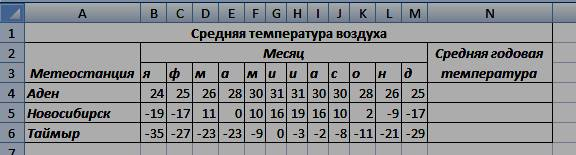 A B C D E F G H I J K L M N
1 Средняя температура воздуха
2 Месяц Средняя годовая
3 Метеостанция я ф м а м и и а с о н д температура
4 Аден 24 25 26 28 30 31 31 30 30 28 26 25
5 Новосибирск -19 -17 11 0 10 16 19 16 10 2 -9 -17
6 Таймыр -35 -27 -23 -23 -9 0 -3 -2 -8 -11 -21 -29
7